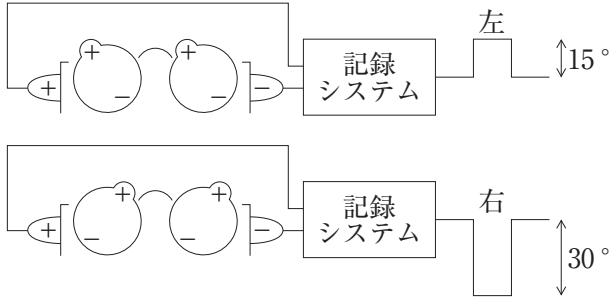 左
+ + 記録 15°
+ − − − システム
右
+ + 記録
+ − − − システム 30°